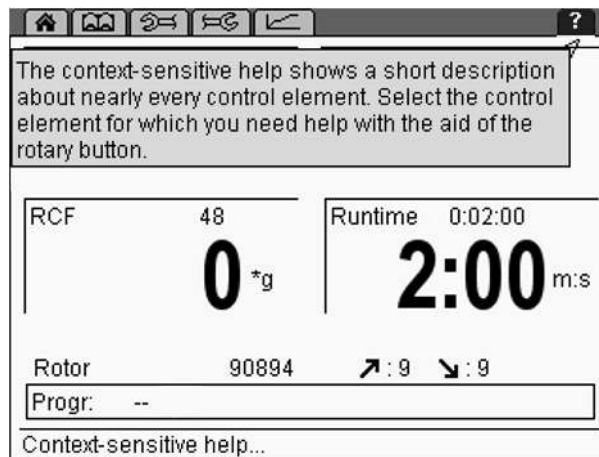 ?
The context-sensitive help shows a short description
about nearly every control element. Select the control
element for which you need help with the aid of the
rotary button.
RCF 48 Runtime 0:02:00
0 *g 2:00 m:s
Rotor 90894 ↗:9 ↘:9
Progr: --
Context-sensitive help...